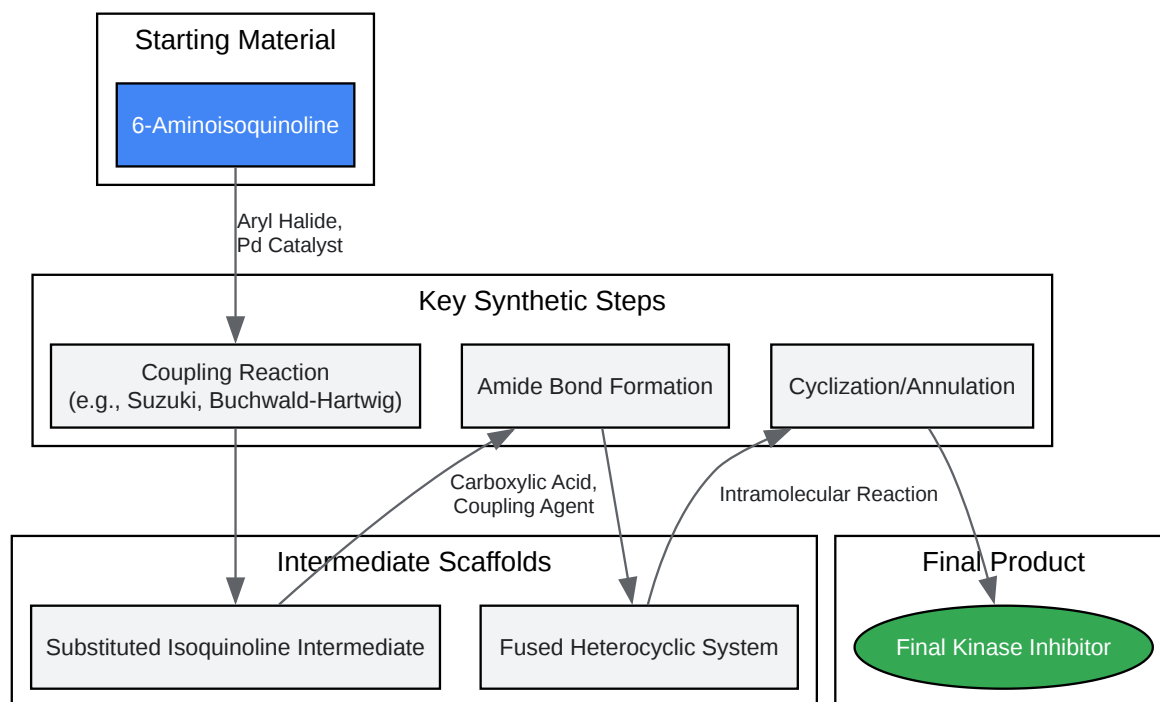 Starting Material
6-Aminoisoquinoline
Aryl Halide,
Pd Catalyst
Key Synthetic Steps
Coupling Reaction
(e.g., Suzuki, Buchwald-Hartwig)
Amide Bond Formation
Cyclization/Annulation
Carboxylic Acid,
Coupling Agent
Intramolecular Reaction
Intermediate Scaffolds
Substituted Isoquinoline Intermediate
Fused Heterocyclic System
Final Product
Final Kinase Inhibitor